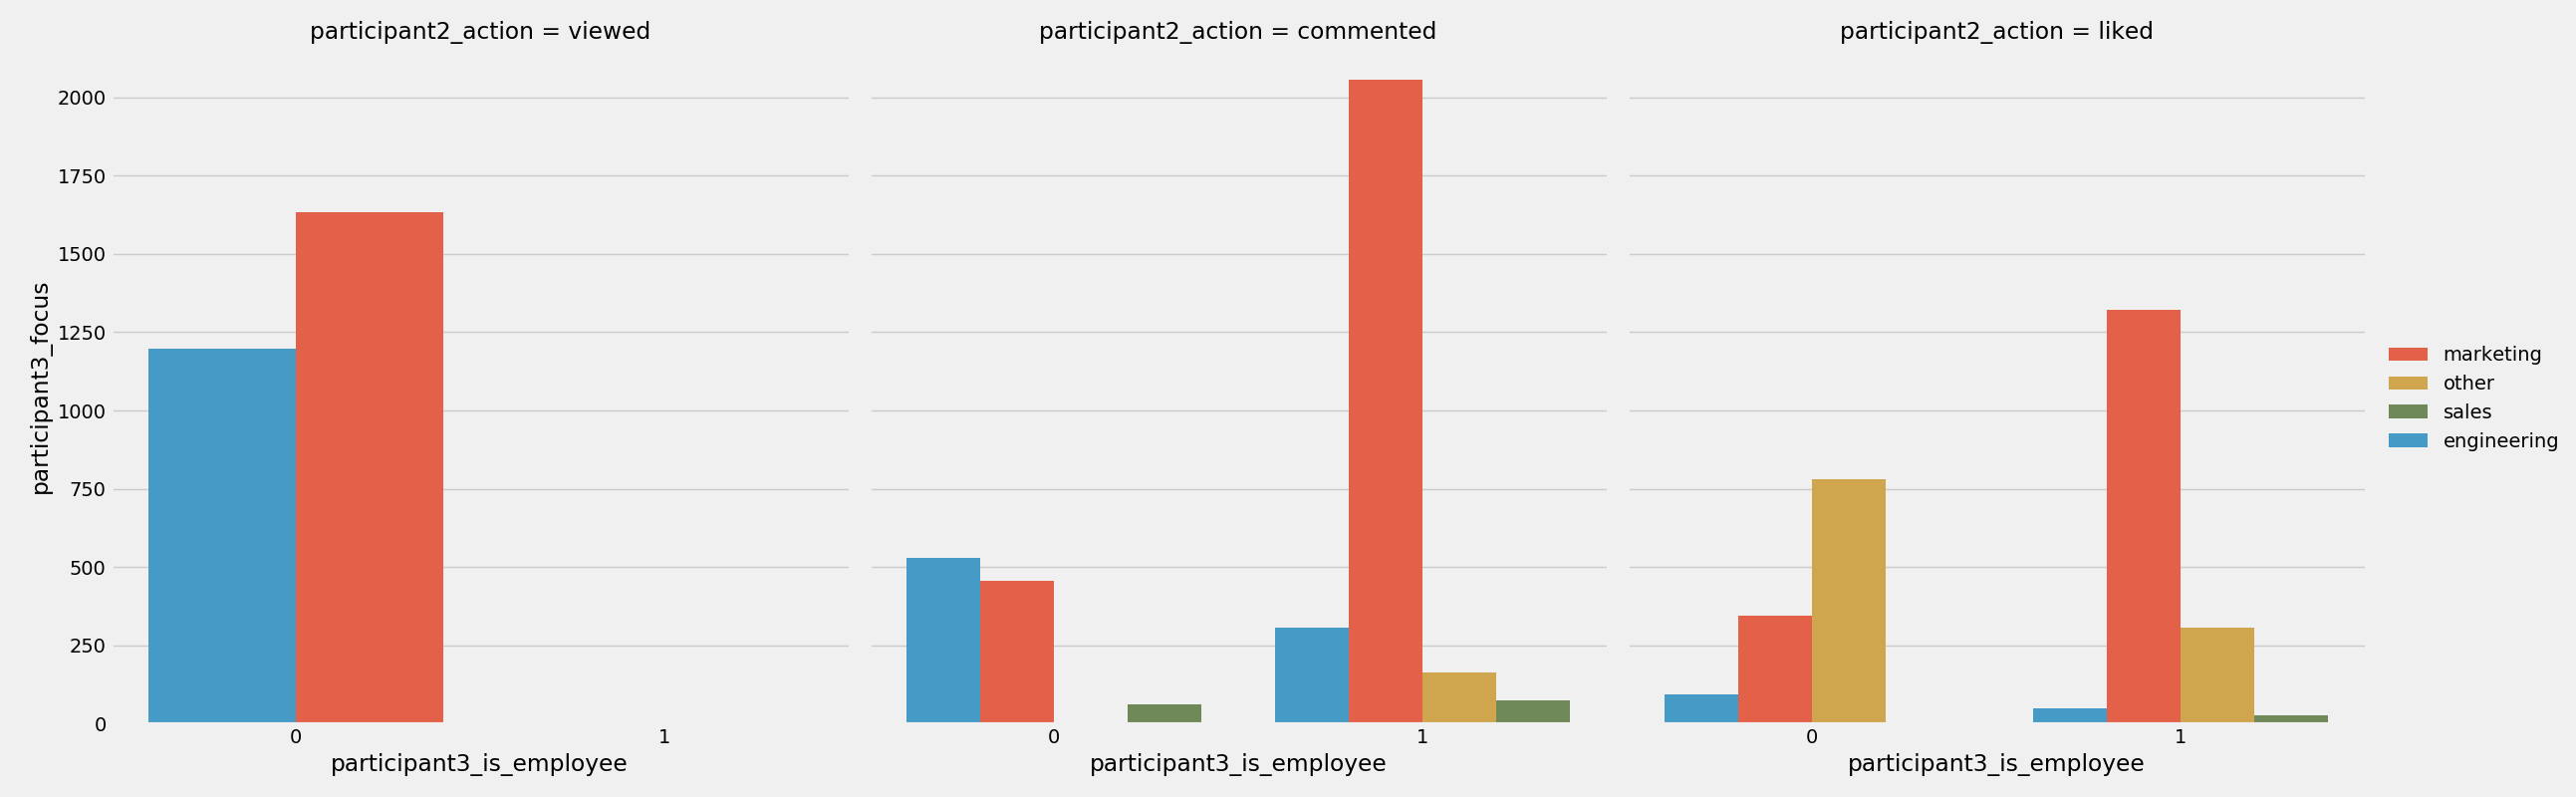 participant2_action = viewed
participant2_action = commented
participant2_action = liked
participant3_focus
2000
1750
1500
1250
1000
750
500
250
0
0
1
0
1
0
1
participant3_is_employee
participant3_is_employee
participant3_is_employee
marketing
other
sales
engineering